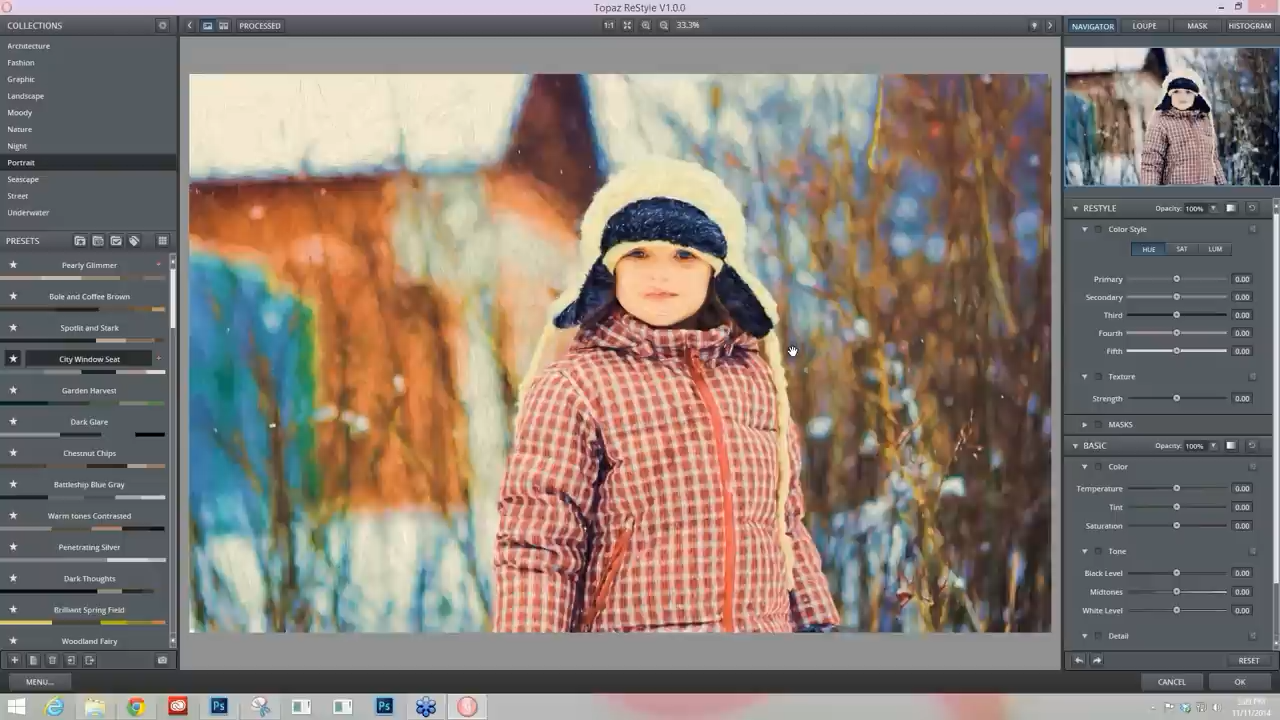 Topaz ReStyle V1.0.0
COLLECTIONS
PROCESSED
1:1
33.3%
NAVIGATOR
LOUPE
MASK
HISTOGRAM
Architecture
Fashion
Graphic
Landscape
Moody
Nature
Night
Portrait
Seascape
Street
Underwater
PRESETS
Pearly Glimmer
Bole and Coffee Brown
Spotlit and Stark
City Window Seat
Garden Harvest
Dark Glare
Chestnut Chips
Battleship Blue Gray
Warm tones Contrasted
Penetrating Silver
Dark Thoughts
Brilliant Spring Field
Woodland Fairy
RESTYLE
Opacity: 100%
Color Style
HUE
SAT
LUM
Primary 0.00
Secondary 0.00
Third 0.00
Fourth 0.00
Fifth 0.00
Texture
Strength 0.00
MASKS
BASIC
Opacity: 100%
Color
Temperature 0.00
Tint 0.00
Saturation 0.00
Tone
Black Level 0.00
Midtones 0.00
White Level 0.00
Detail
RESET
MENU...
CANCEL
OK
Ps
Ps
11/11/2014